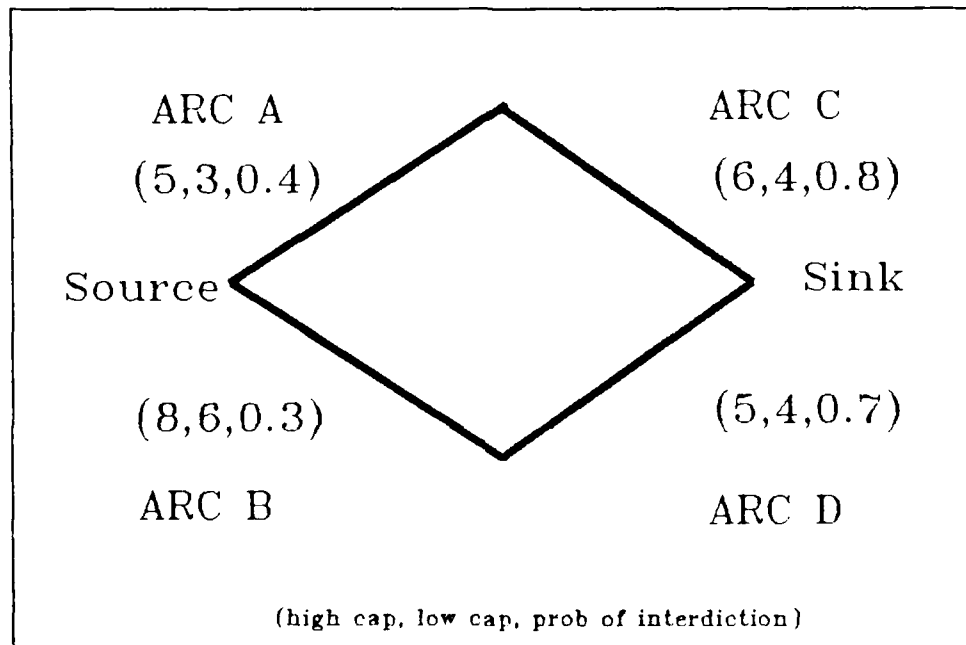 ARC A
(5,3,0.4)
ARC C
(6,4,0.8)
Source
Sink
(8,6,0.3)
ARC B
(5,4,0.7)
ARC D
(high cap, low cap, prob of interdiction)